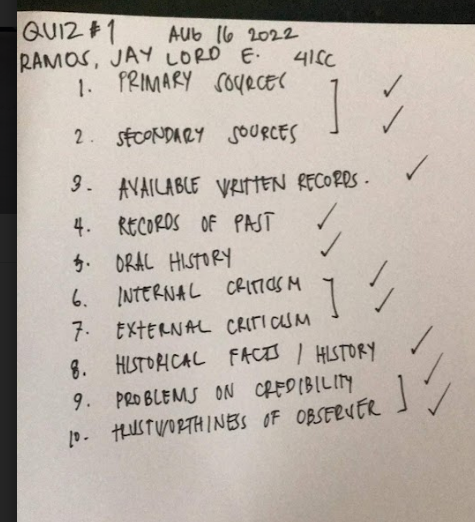 QUIZ #1 AUG 16 2022
RAMOS, JAY LORD E. 41SC
1. PRIMARY SOURCES
2. SECONDARY SOURCES
3. AVAILABLE WRITTEN RECORDS.
4. RECORDS OF PAST
5. ORAL HISTORY
6. INTERNAL CRITICISM
7. EXTERNAL CRITICISM
8. HISTORICAL FACTS / HISTORY
9. PROBLEMS ON CREDIBILITY
10. TRUSTWORTHINESS OF OBSERVER